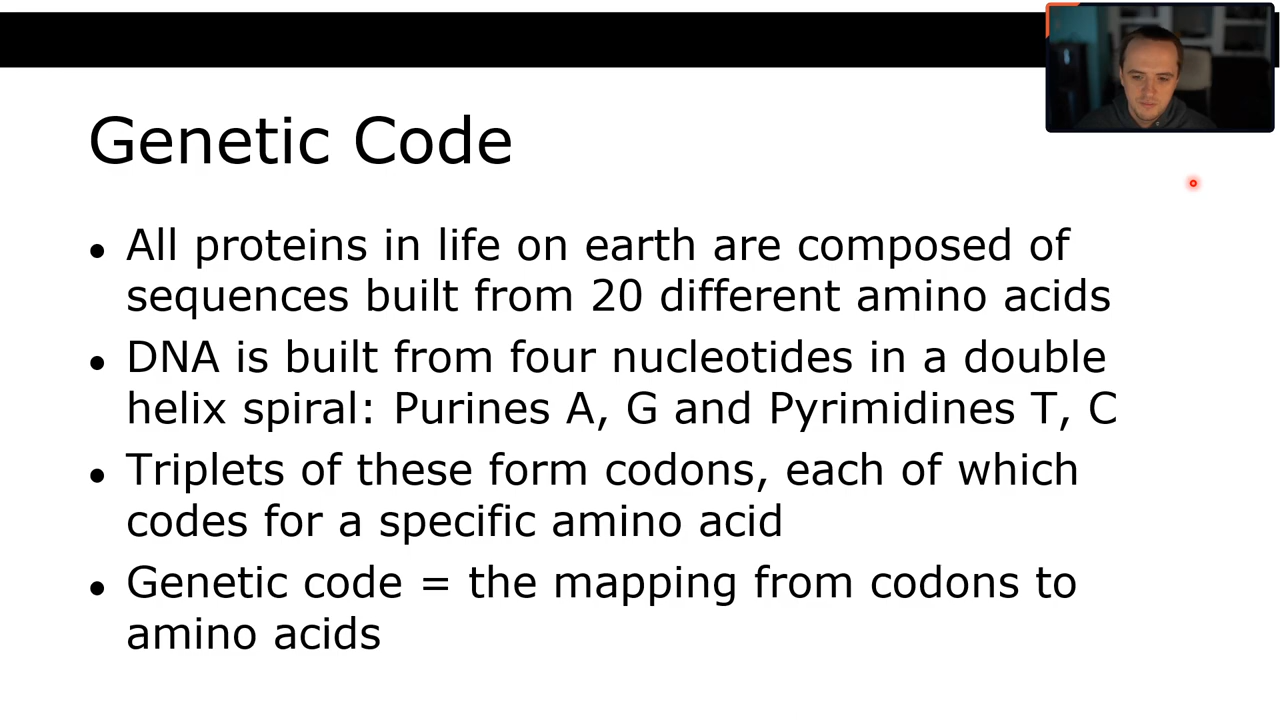 Genetic Code
• All proteins in life on earth are composed of
sequences built from 20 different amino acids
• DNA is built from four nucleotides in a double
helix spiral: Purines A, G and Pyrimidines T, C
• Triplets of these form codons, each of which
codes for a specific amino acid
• Genetic code = the mapping from codons to
amino acids